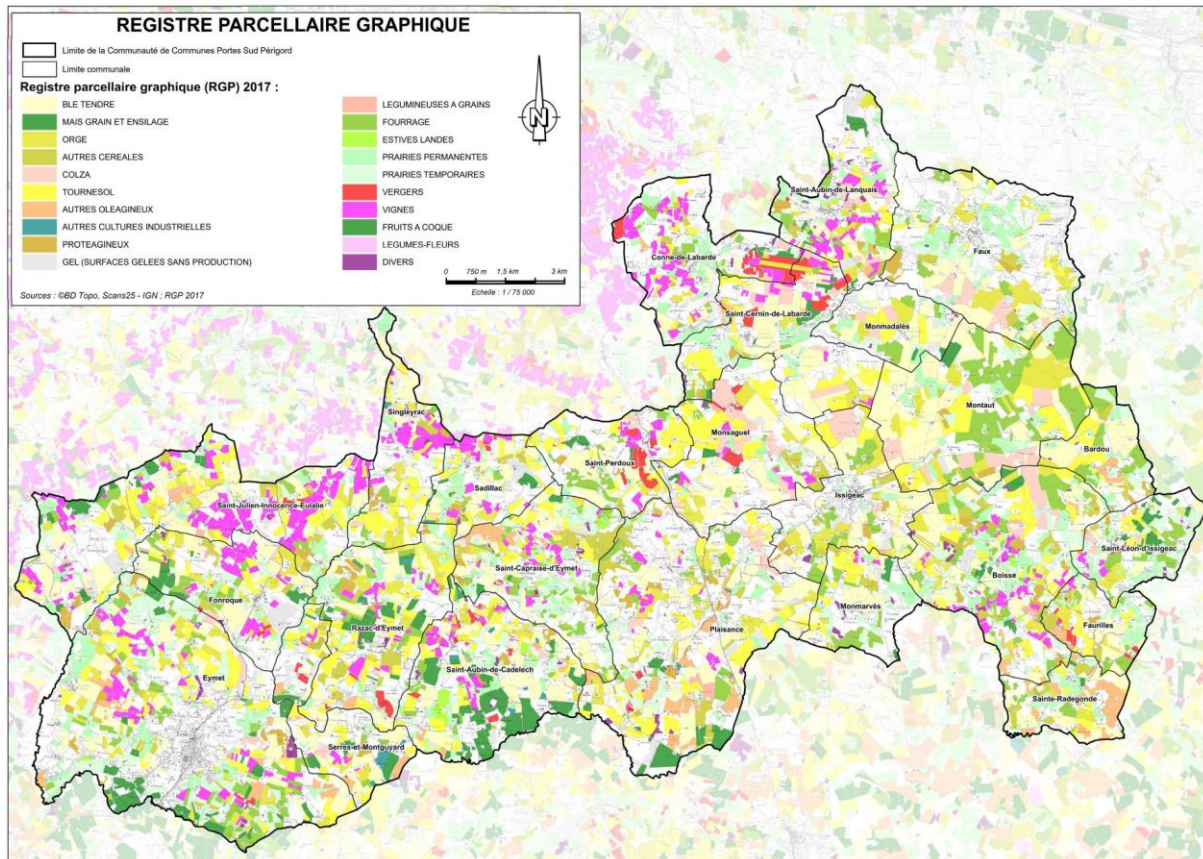 REGISTRE PARCELLAIRE GRAPHIQUE
Limite de la Communauté de Communes Portes Sud Périgord
Limite communale
Registre parcellaire graphique (RGP) 2017 :
BLE TENDRE
MAIS GRAIN ET ENSILAGE
ORGE
AUTRES CEREALES
COLZA
TOURNESOL
AUTRES OLEAGINEUX
AUTRES CULTURES INDUSTRIELLES
PROTEAGINEUX
GEL (SURFACES GELEES SANS PRODUCTION)
LEGUMINEUSES A GRAINS
FOURRAGE
ESTIVES LANDES
PRAIRIES PERMANENTES
PRAIRIES TEMPORAIRES
VERGERS
VIGNES
FRUITS A COQUE
LEGUMES-FLEURS
DIVERS
N
0 750 m 1,5 km 3 km
Echelle : 1 / 75 000
Sources : ©BD Topo, Scans25 - IGN ; RGP 2017
Saint-Aubin-de-Lanquais
Faux
Conne-de-Labarde
Saint-Cernin-de-Labarde
Monmadalès
Montaut
Singleyrac
Monsaguel
Bardou
Saint-Perdoux
Sadillac
Issigeac
Saint-Julien-Innocence-Eulalie
Saint-Léon-d'Issigeac
Saint-Capraise-d'Eymet
Boisse
Fonroque
Monmarvès
Razac-d'Eymet
Plaisance
Faurilles
Saint-Aubin-de-Cadelech
Eymet
Sainte-Radegonde
Serres-et-Montguyard